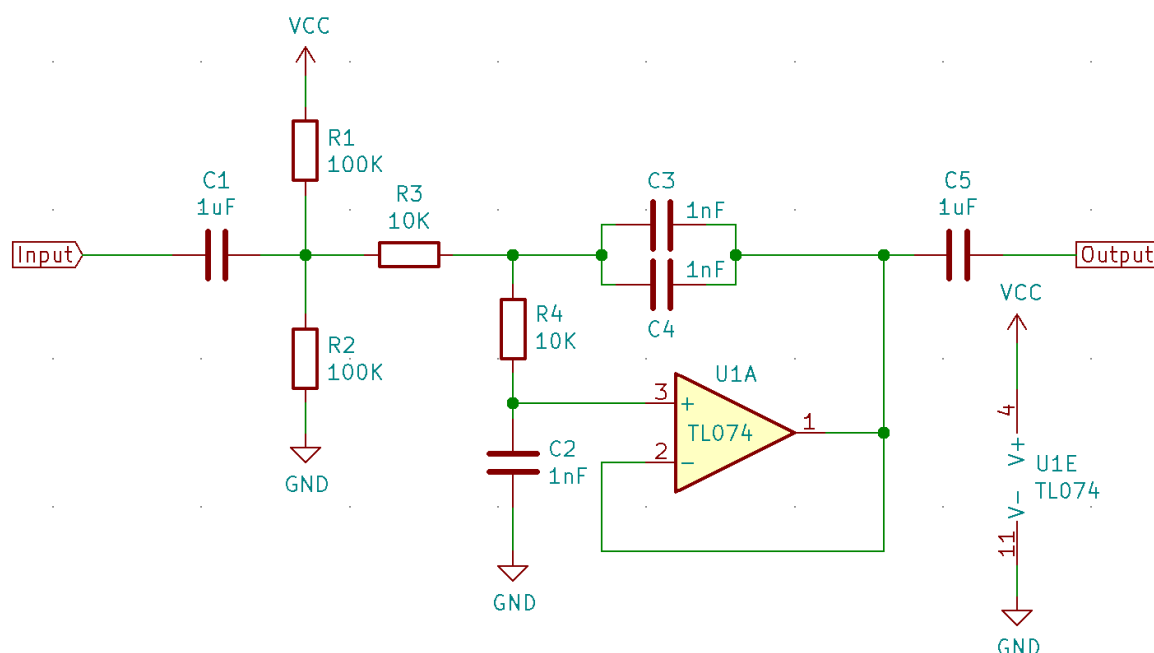 VCC
R1
100K
C1
1uF
R3
10K
C3
1nF
C5
1uF
Input
Output
1nF
C4
VCC
R4
10K
R2
100K
U1A
3
+
TL074
1
4
2
-
C2
1nF
V+
U1E
TL074
V-
GND
11
GND
GND